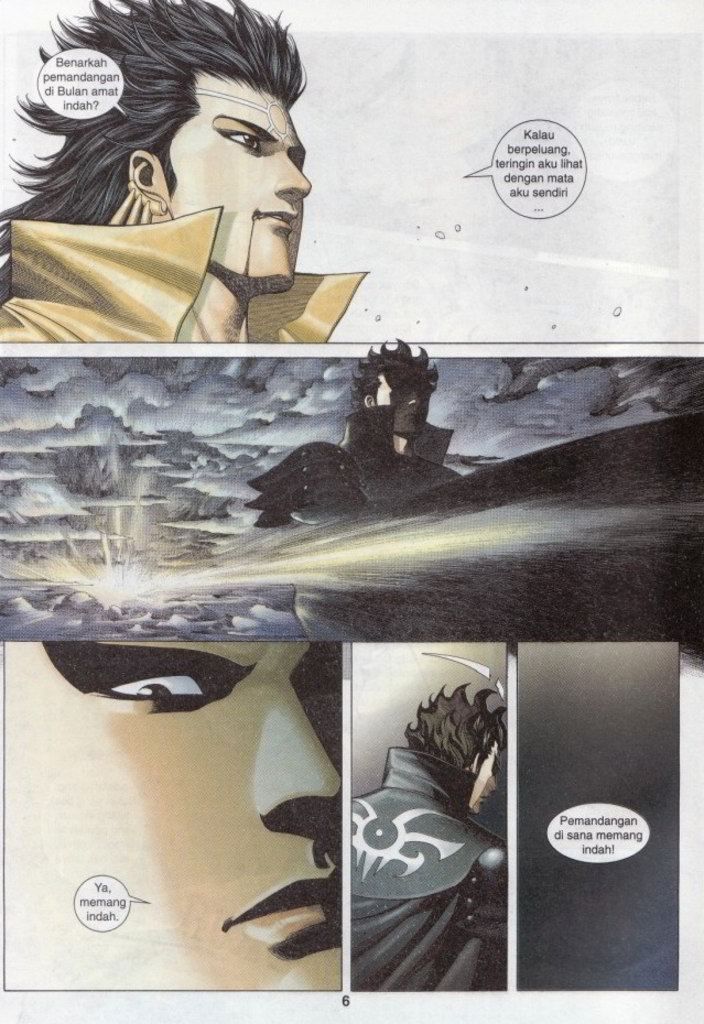 Benarkah
pemandangan
di Bulan amat
indah?
Kalau
berpeluang,
teringin aku lihat
dengan mata
aku sendiri
...
Ya,
memang
indah.
Pemandangan
di sana memang
indah!
6